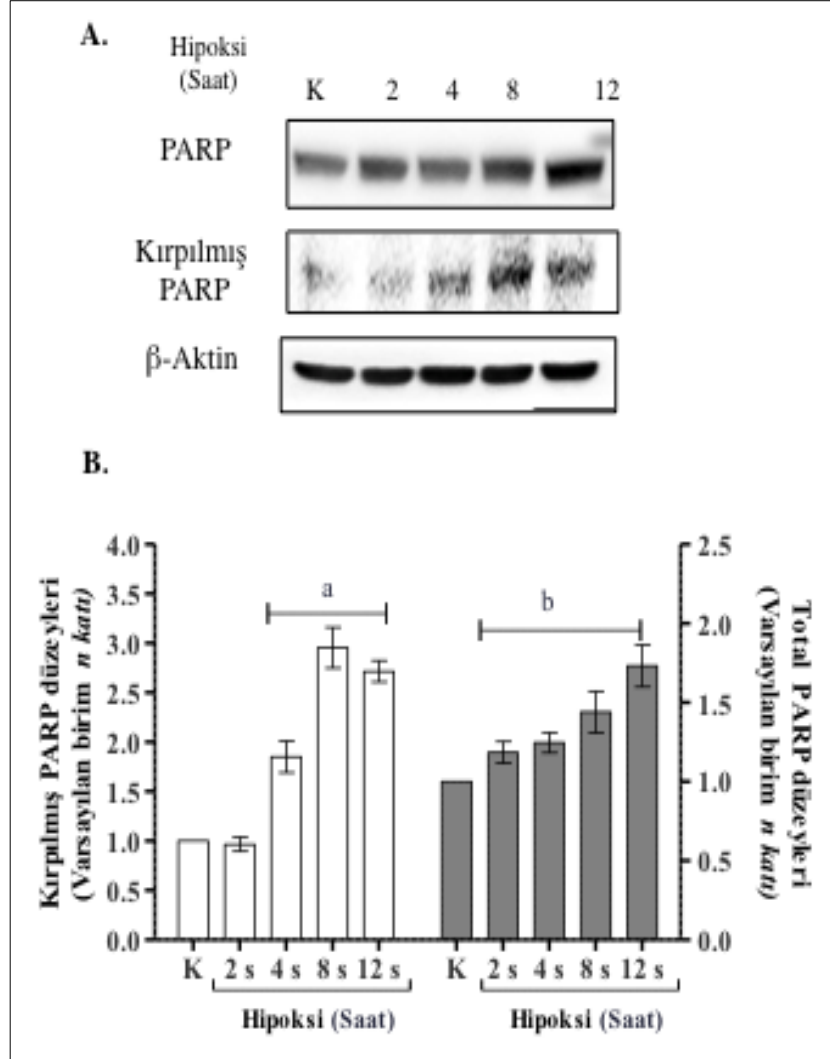 A.
Hipoksi
(Saat)
K 2 4 8 12
PARP
Kırpılmış
PARP
β-Aktin
B.
Kırpılmış PARP düzeyleri
(Varsayılan birim n katı)
4.0
3.5
3.0
2.5
2.0
1.5
1.0
0.5
0.0
a
b
2.5
2.0
1.5
1.0
0.5
0.0
Total PARP düzeyleri
(Varsayılan birim n katı)
K 2 s 4 s 8 s 12 s
K 2 s 4 s 8 s 12 s
Hipoksi (Saat)
Hipoksi (Saat)